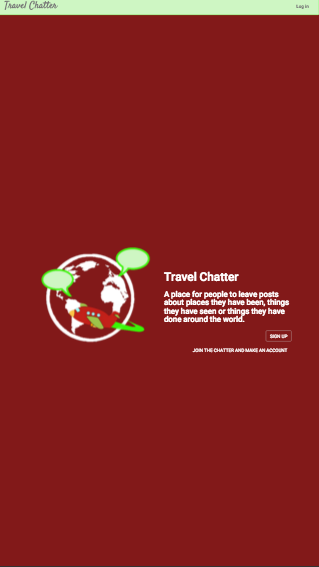 Travel Chatter
Log in
Travel Chatter
A place for people to leave posts
about places they have been, things
they have seen or things they have
done around the world.
SIGN UP
JOIN THE CHATTER AND MAKE AN ACCOUNT